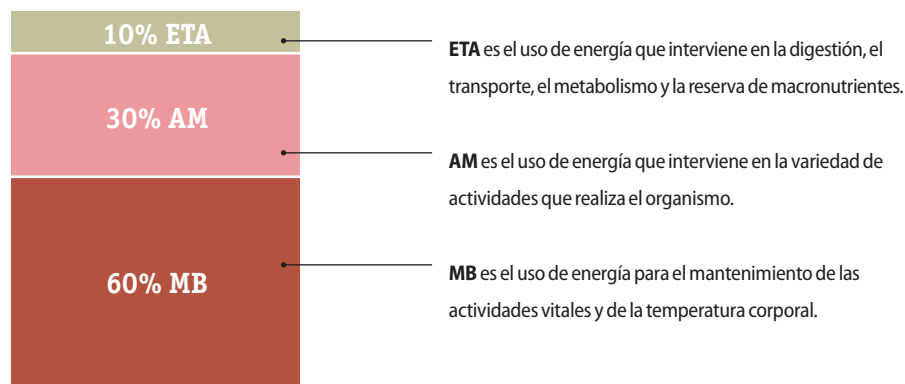 10% ETA
ETA es el uso de energía que interviene en la digestión, el
transporte, el metabolismo y la reserva de macronutrientes.
30% AM
AM es el uso de energía que interviene en la variedad de
actividades que realiza el organismo.
60% MB
MB es el uso de energía para el mantenimiento de las
actividades vitales y de la temperatura corporal.